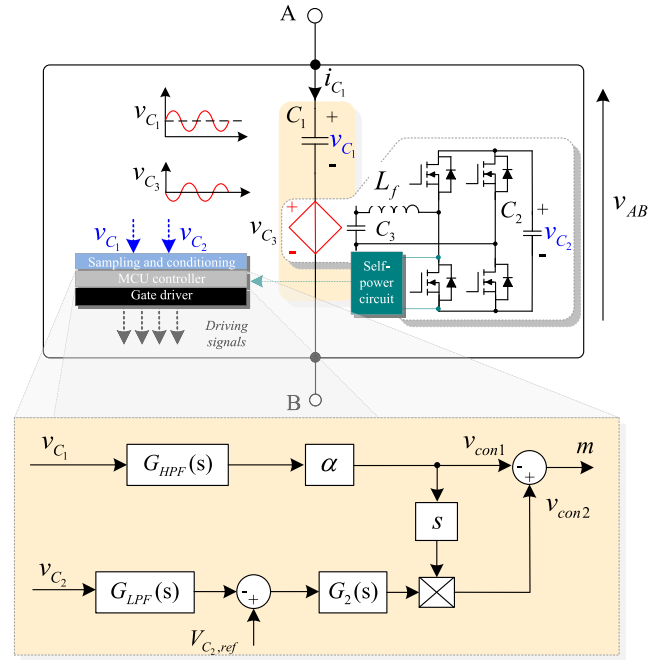 A
i_{C_1}
v_{C_1}
C_1
+
v_{C_1}
-
v_{C_3}
+
v_{C_3}
-
L_f
C_3
C_2
+
v_{C_2}
-
v_{AB}
v_{C_1} v_{C_2}
Sampling and conditioning
MCU controller
Gate driver
Self-
power
circuit
Driving
signals
B
v_{C_1}
G_{HPF}(s)
α
v_{con1}
-
+
m
v_{con2}
s
v_{C_2}
G_{LPF}(s)
-
+
G_2(s)
V_{C_2,ref}